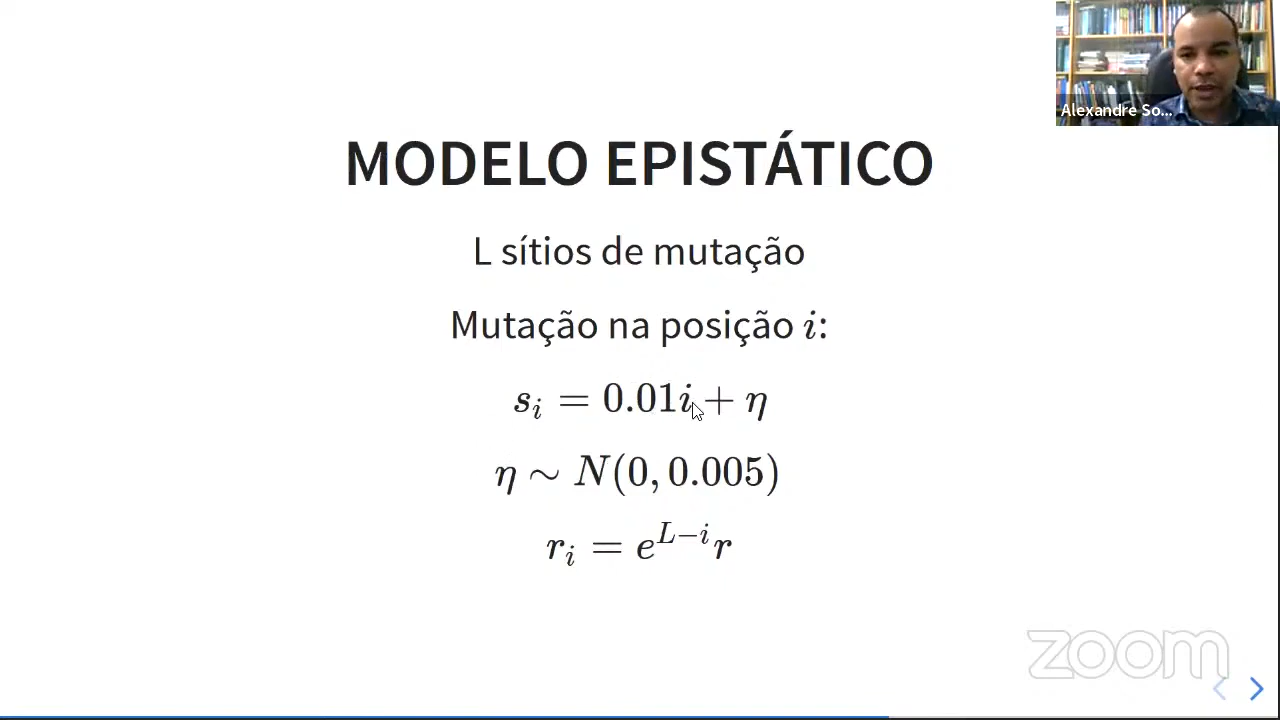 Alexandre So...
MODELO EPISTÁTICO
L sítios de mutação
Mutação na posição i:
s_i = 0.01i + η
η ∼ N(0, 0.005)
r_i = e^{L−i} r
zoom